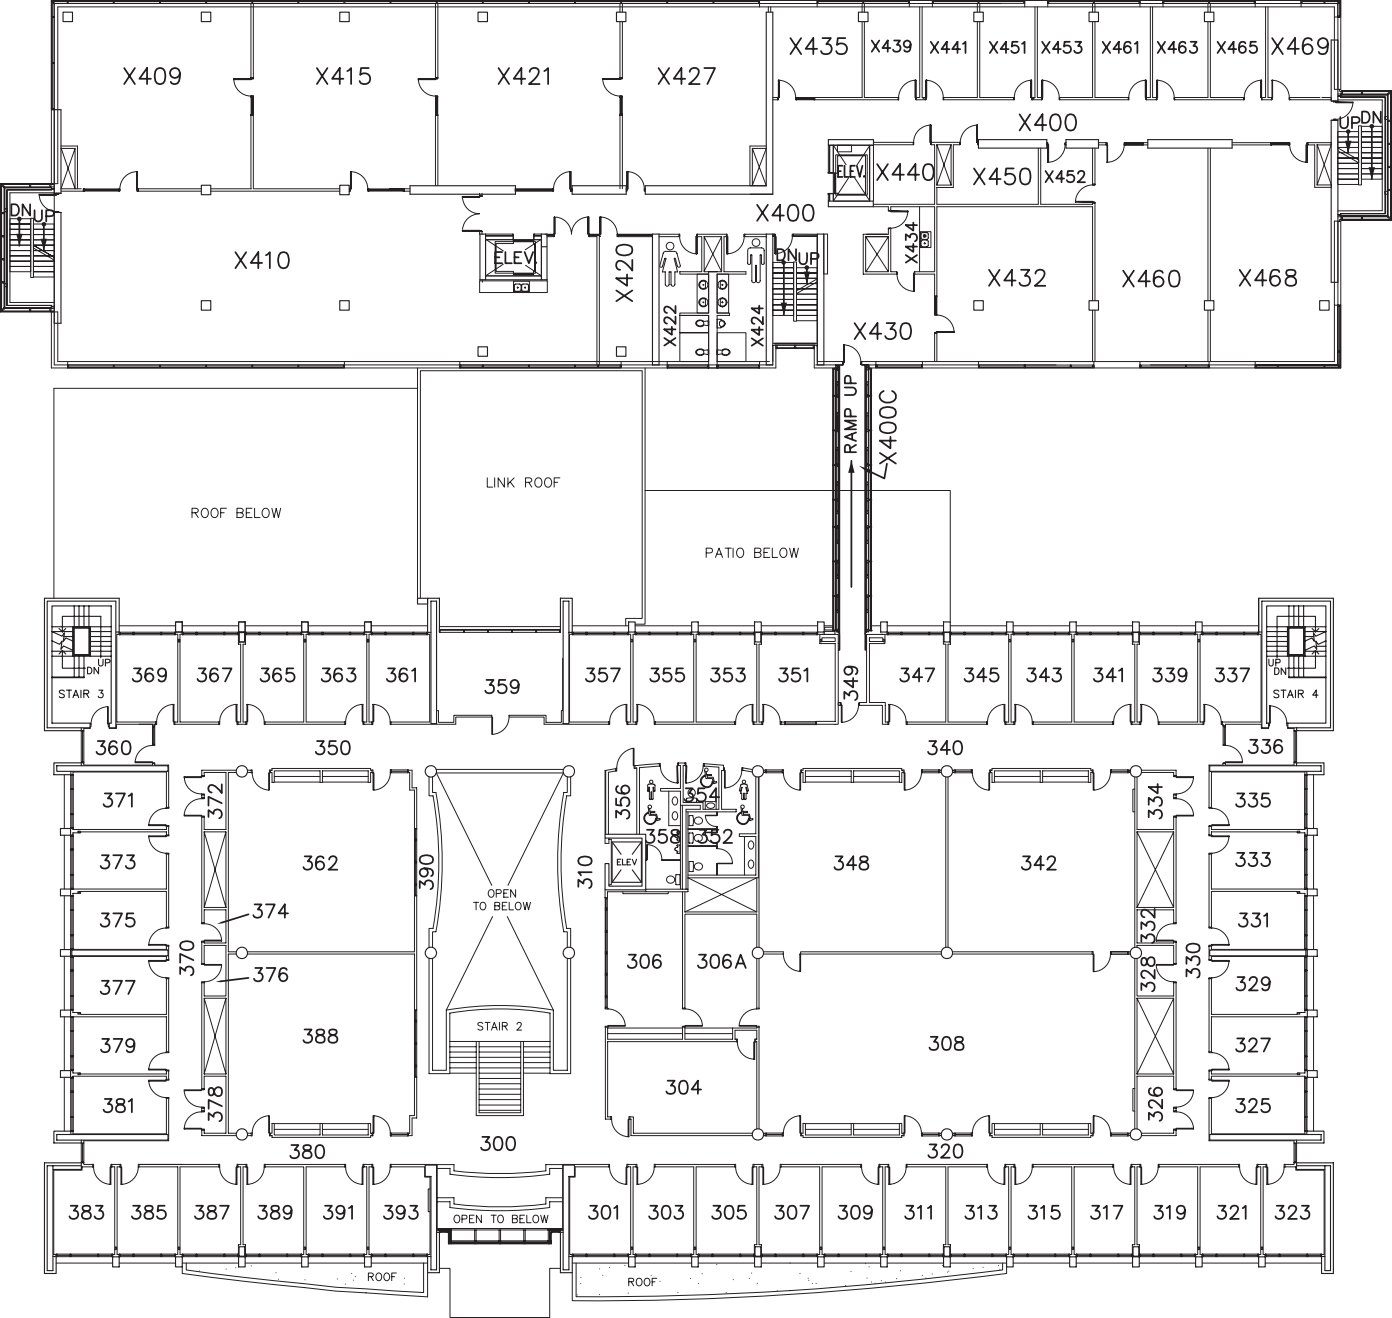 X409
X415
X421
X427
X435
X439
X441
X451
X453
X461
X463
X465
X469
X400
UP
DN
ELEV.
X440
X450
X452
DN
UP
X400
X410
ELEV.
X420
X422
X424
DN
UP
X434
X432
X460
X468
X430
RAMP UP
X400C
LINK ROOF
ROOF BELOW
PATIO BELOW
UP
DN
STAIR 3
369
367
365
363
361
359
357
355
353
351
349
347
345
343
341
339
337
UP
DN
STAIR 4
360
350
340
336
371
372
362
390
OPEN
TO BELOW
310
356
354
358
352
ELEV
348
342
334
335
373
333
375
374
370
376
377
306
306A
332
331
330
328
329
379
388
STAIR 2
308
327
381
378
304
326
325
380
300
320
383
385
387
389
391
393
OPEN TO BELOW
301
303
305
307
309
311
313
315
317
319
321
323
ROOF
ROOF